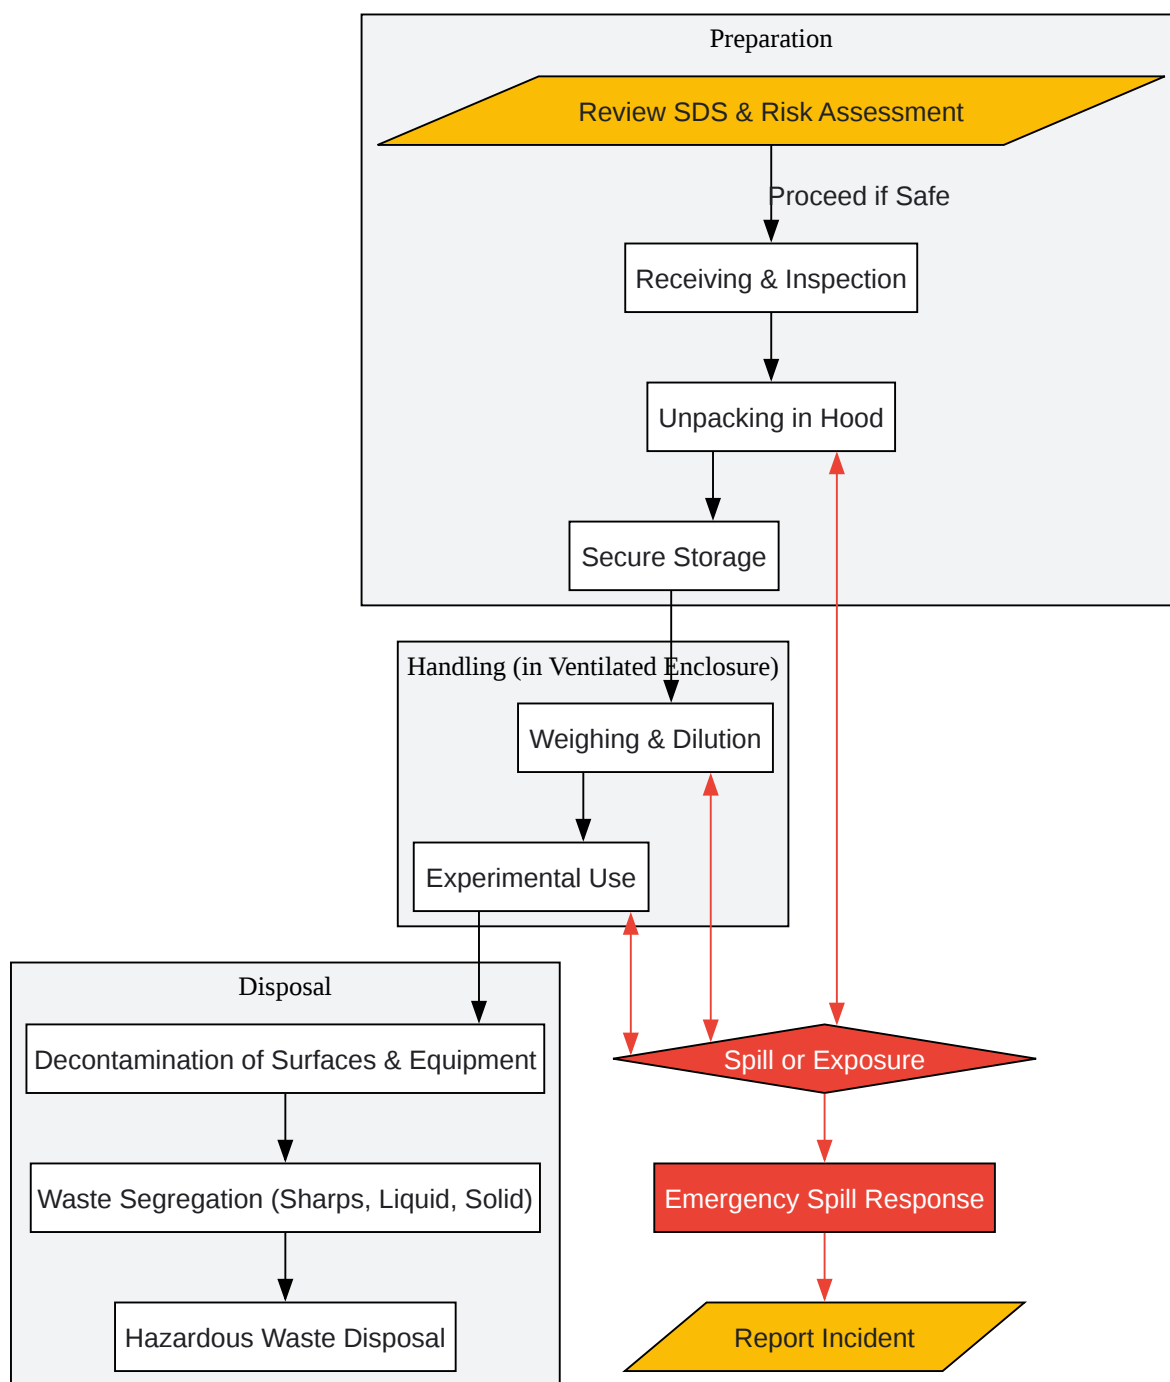 Preparation
Review SDS & Risk Assessment
Proceed if Safe
Receiving & Inspection
Unpacking in Hood
Secure Storage
Handling (in Ventilated Enclosure)
Weighing & Dilution
Experimental Use
Disposal
Decontamination of Surfaces & Equipment
Spill or Exposure
Waste Segregation (Sharps, Liquid, Solid)
Emergency Spill Response
Hazardous Waste Disposal
Report Incident